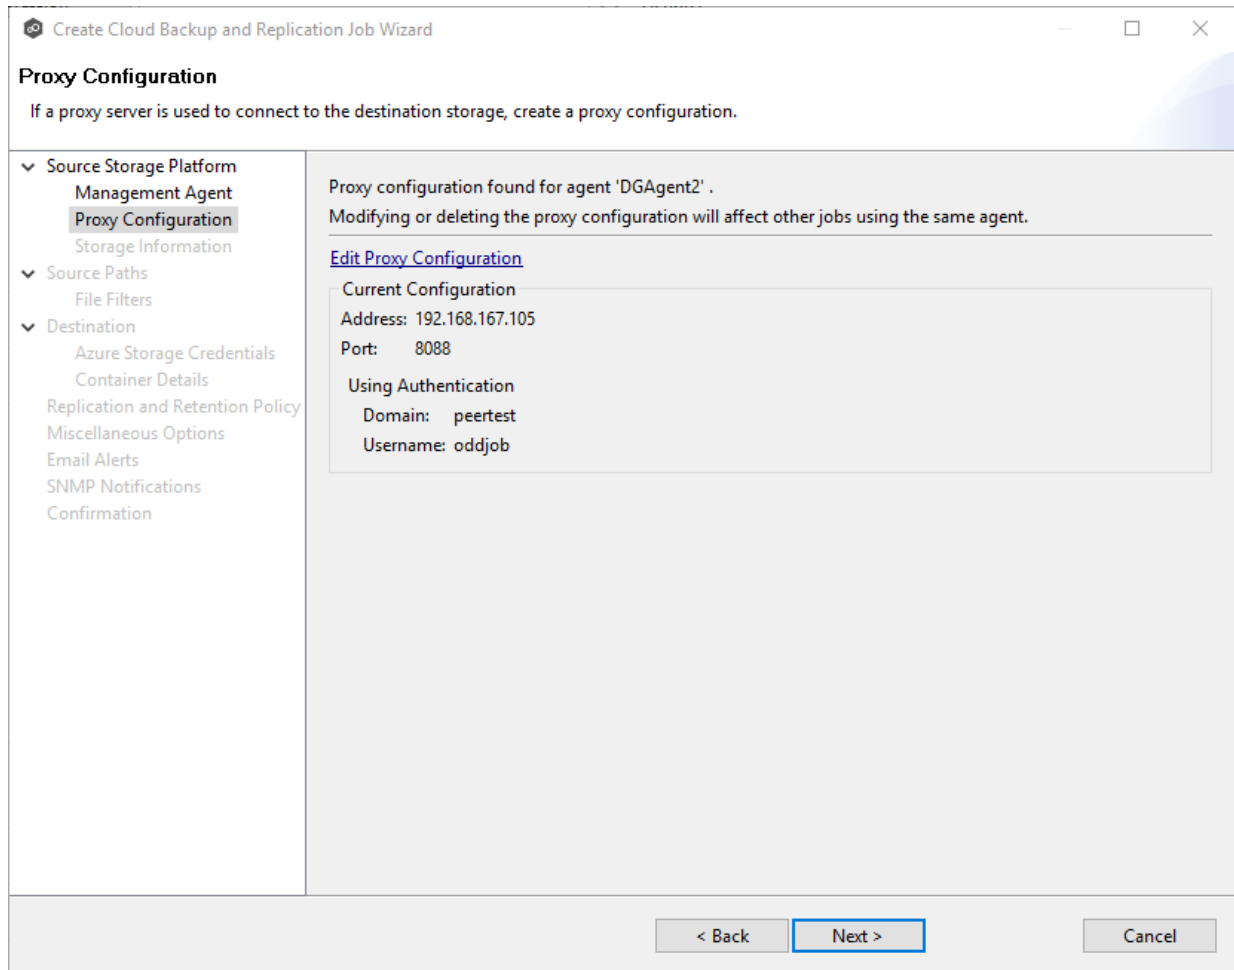 Create Cloud Backup and Replication Job Wizard
Proxy Configuration
If a proxy server is used to connect to the destination storage, create a proxy configuration.
Source Storage Platform
Management Agent
Proxy Configuration
Storage Information
Source Paths
File Filters
Destination
Azure Storage Credentials
Container Details
Replication and Retention Policy
Miscellaneous Options
Email Alerts
SNMP Notifications
Confirmation
Proxy configuration found for agent 'DGAgent2' .
Modifying or deleting the proxy configuration will affect other jobs using the same agent.
Edit Proxy Configuration
Current Configuration
Address: 192.168.167.105
Port: 8088
Using Authentication
Domain: peertest
Username: oddjob
< Back
Next >
Cancel